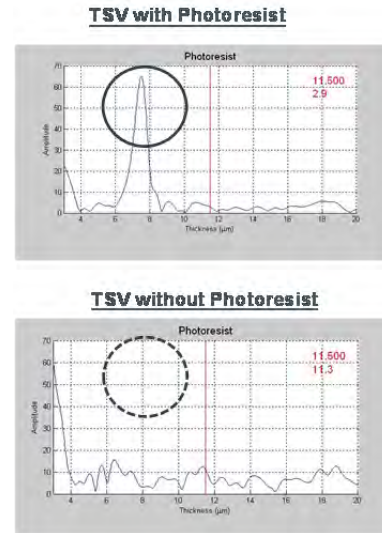 TSV with Photoresist
Photoresist
11.500
2.9
70
60
50
40
30
20
10
0
Amplitude
4 6 8 10 12 14 16 18 20
Thickness (μm)
TSV without Photoresist
Photoresist
11.500
11.3
70
60
50
40
30
20
10
0
Amplitude
4 6 8 10 12 14 16 18 20
Thickness (μm)